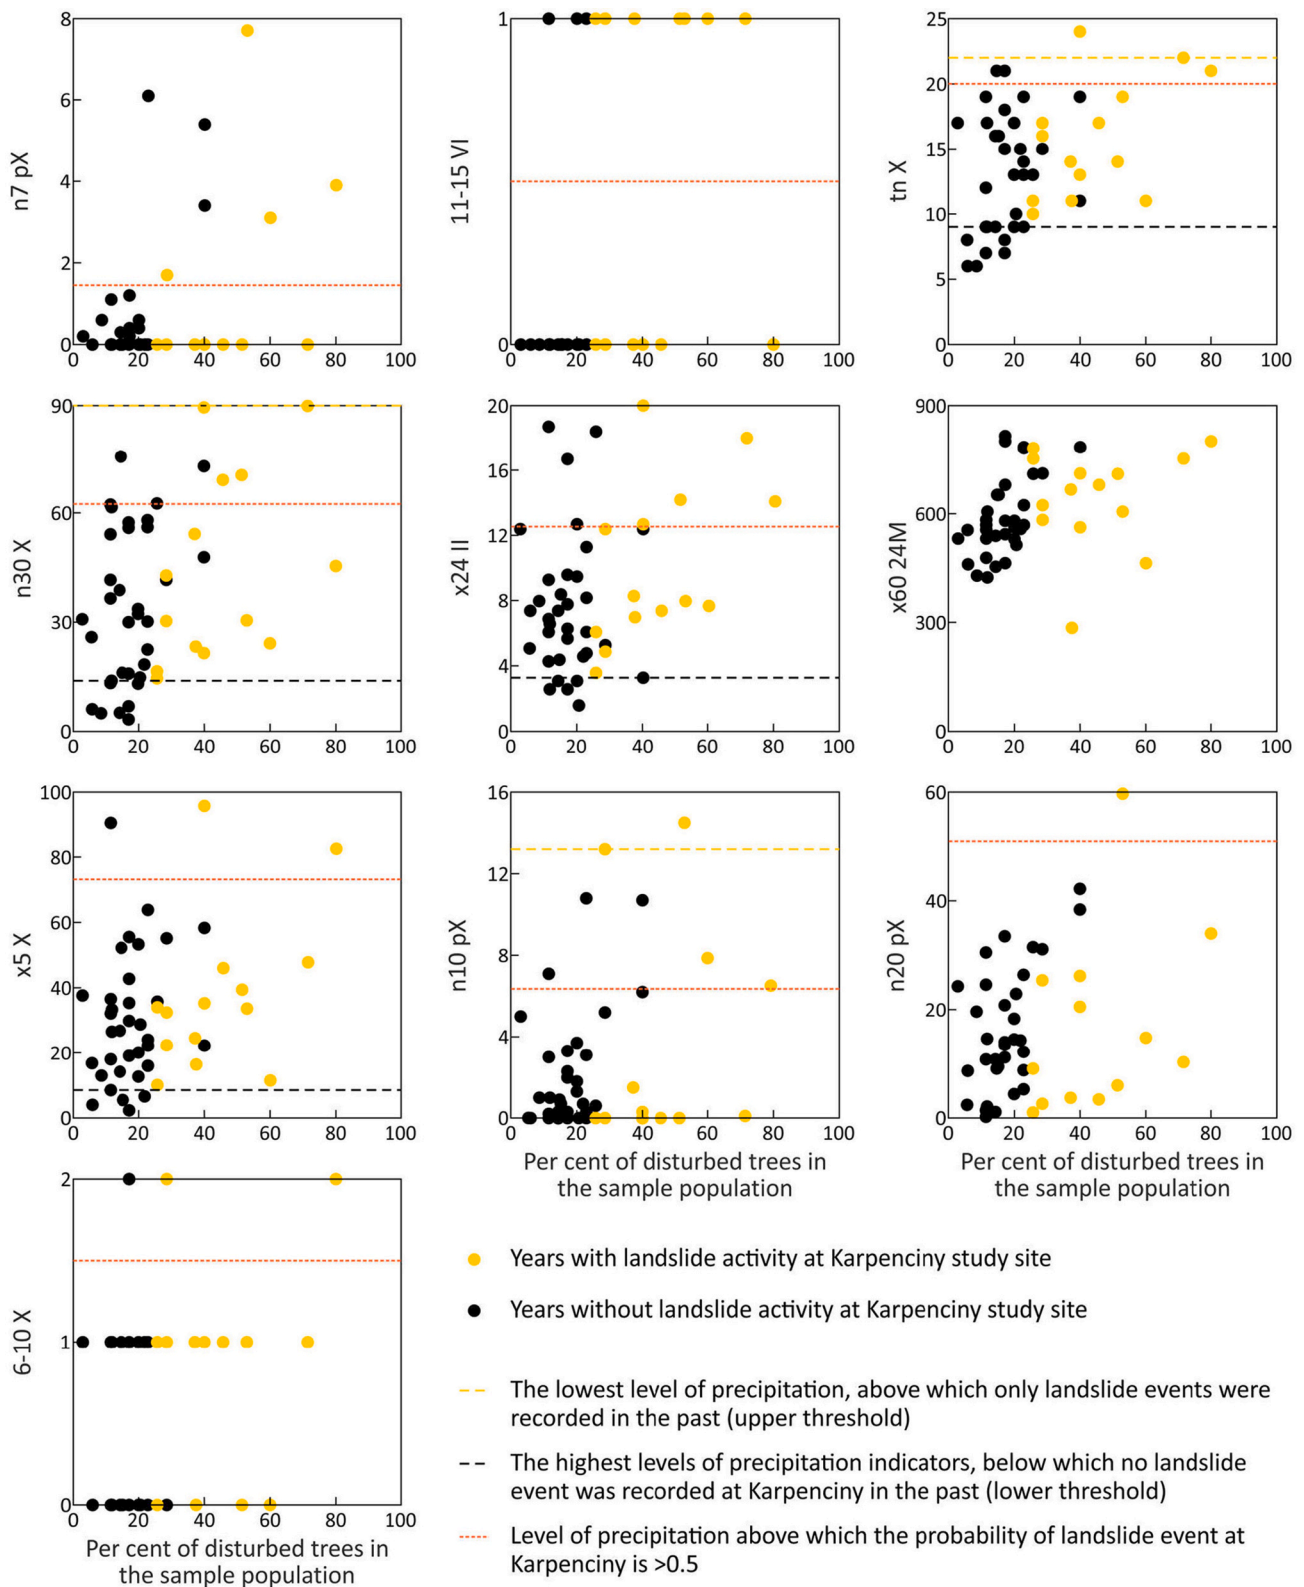 n7 pX
8
6
4
2
0
0 20 40 60 80 100
11-15 VI
1
0
0 20 40 60 80 100
tn X
25
20
15
10
5
0
0 20 40 60 80 100
n30 X
90
60
30
0
0 20 40 60 80 100
x24 II
20
16
12
8
4
0
0 20 40 60 80 100
x60 24M
900
600
300
0
0 20 40 60 80 100
x5 X
100
80
60
40
20
0
0 20 40 60 80 100
n10 pX
16
12
8
4
0
0 20 40 60 80 100
Per cent of disturbed trees in
the sample population
n20 pX
60
40
20
0
0 20 40 60 80 100
Per cent of disturbed trees in
the sample population
6-10 X
2
1
0
0 20 40 60 80 100
Per cent of disturbed trees in
the sample population
Years with landslide activity at Karpenciny study site
Years without landslide activity at Karpenciny study site
The lowest level of precipitation, above which only landslide events were
recorded in the past (upper threshold)
The highest levels of precipitation indicators, below which no landslide
event was recorded at Karpenciny in the past (lower threshold)
Level of precipitation above which the probability of landslide event at
Karpenciny is >0.5